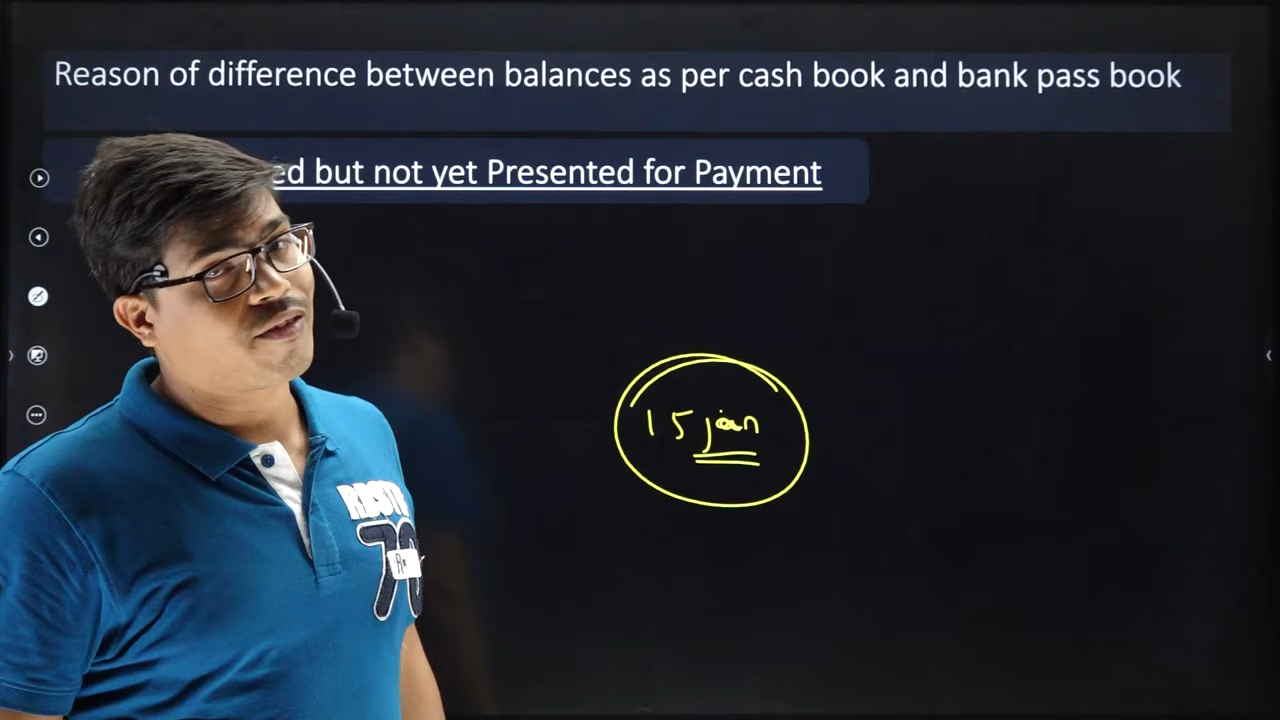 Reason of difference between balances as per cash book and bank pass book
ed but not yet Presented for Payment
15 jan
70